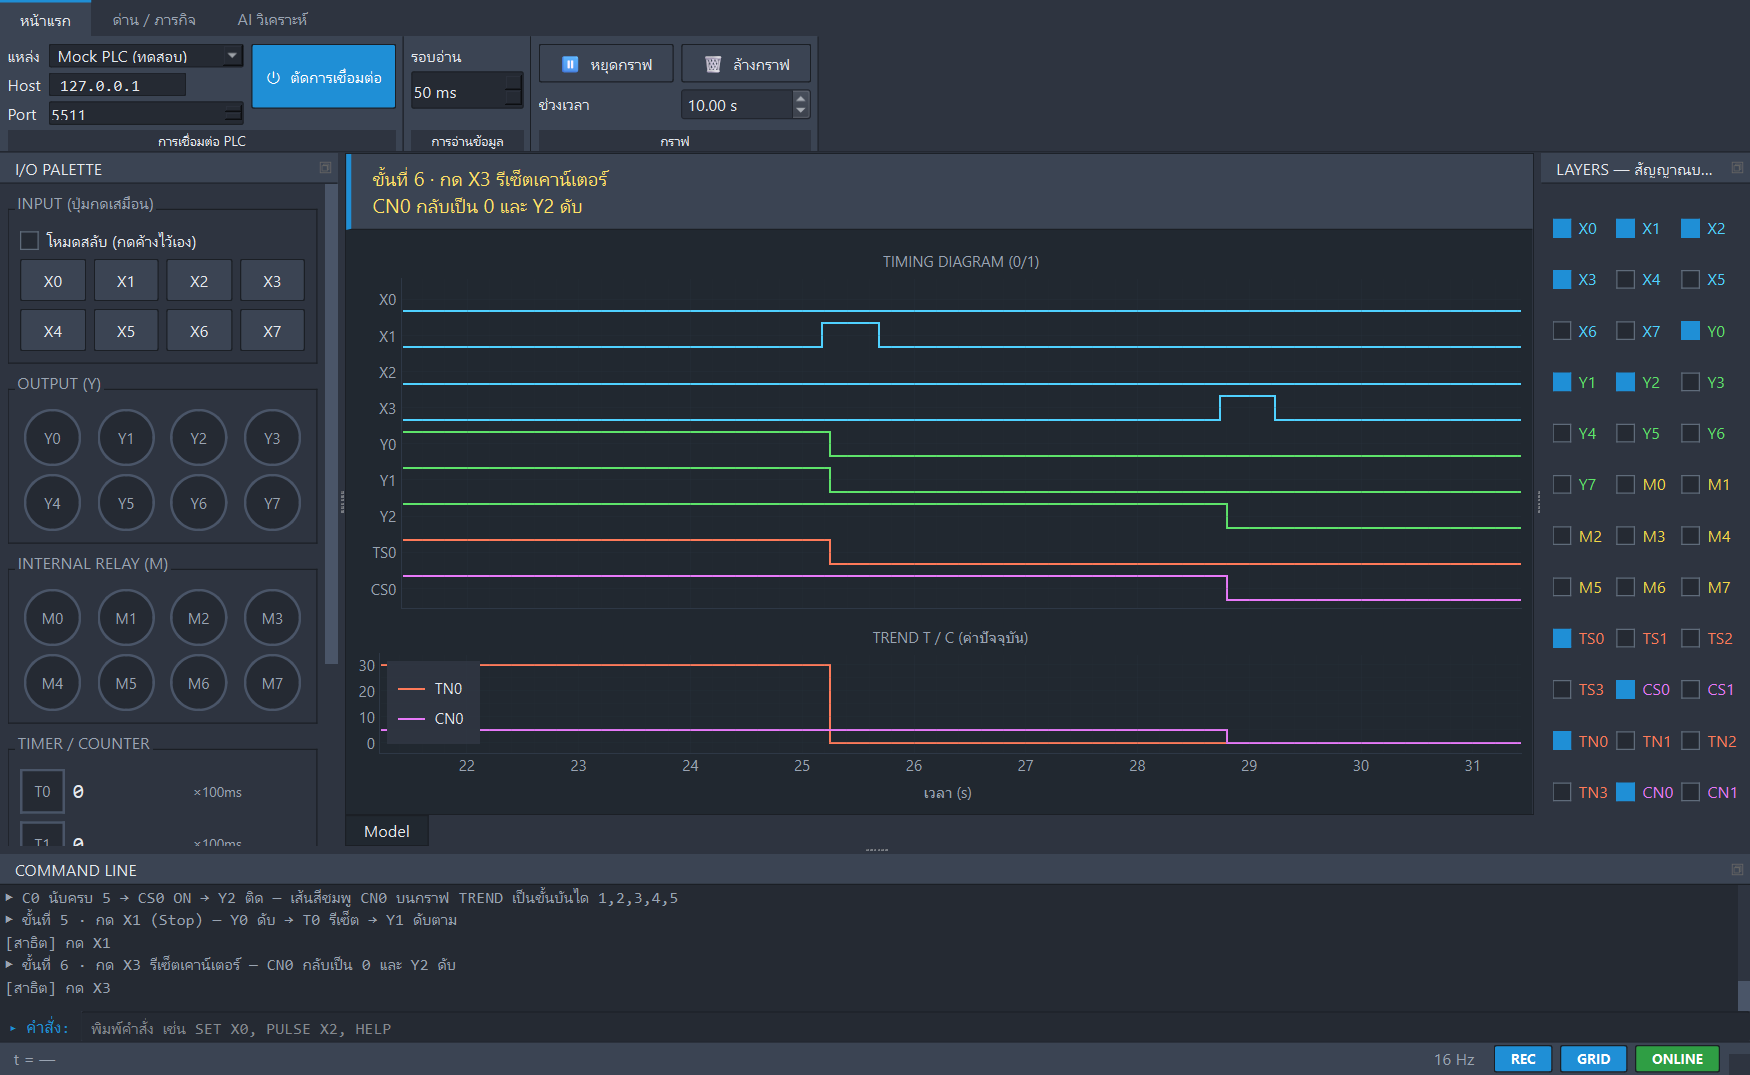 หน้าแรก
ด่าน / ภารกิจ
AI วิเคราะห์
แหล่ง
Mock PLC (ทดสอบ)
Host
127.0.0.1
Port
5511
ตัดการเชื่อมต่อ
การเชื่อมต่อ PLC
รอบอ่าน
50 ms
การอ่านข้อมูล
หยุดกราฟ
ล้างกราฟ
ช่วงเวลา
10.00 s
กราฟ
I/O PALETTE
INPUT (ปุ่มกดเสมือน)
โหมดสลับ (กดค้างไว้เอง)
X0 X1 X2 X3
X4 X5 X6 X7
OUTPUT (Y)
Y0 Y1 Y2 Y3
Y4 Y5 Y6 Y7
INTERNAL RELAY (M)
M0 M1 M2 M3
M4 M5 M6 M7
TIMER / COUNTER
T0 0 ×100ms
T1 0 ×100ms
ขั้นที่ 6 · กด X3 รีเซ็ตเคาน์เตอร์
CN0 กลับเป็น 0 และ Y2 ดับ
TIMING DIAGRAM (0/1)
X0
X1
X2
X3
Y0
Y1
Y2
TS0
CS0
TREND T / C (ค่าปัจจุบัน)
30
20
10
0
TN0
CN0
22 23 24 25 26 27 28 29 30 31
เวลา (s)
Model
LAYERS — สัญญาณบ...
X0 X1 X2
X3 X4 X5
X6 X7 Y0
Y1 Y2 Y3
Y4 Y5 Y6
Y7 M0 M1
M2 M3 M4
M5 M6 M7
TS0 TS1 TS2
TS3 CS0 CS1
TN0 TN1 TN2
TN3 CN0 CN1
COMMAND LINE
▸ C0 นับครบ 5 → CS0 ON → Y2 ติด — เส้นสีชมพู CN0 บนกราฟ TREND เป็นขั้นบันได 1,2,3,4,5
▸ ขั้นที่ 5 · กด X1 (Stop) — Y0 ดับ → T0 รีเซ็ต → Y1 ดับตาม
[สาธิต] กด X1
▸ ขั้นที่ 6 · กด X3 รีเซ็ตเคาน์เตอร์ — CN0 กลับเป็น 0 และ Y2 ดับ
[สาธิต] กด X3
▸ คำสั่ง: พิมพ์คำสั่ง เช่น SET X0, PULSE X2, HELP
t = —
16 Hz
REC
GRID
ONLINE